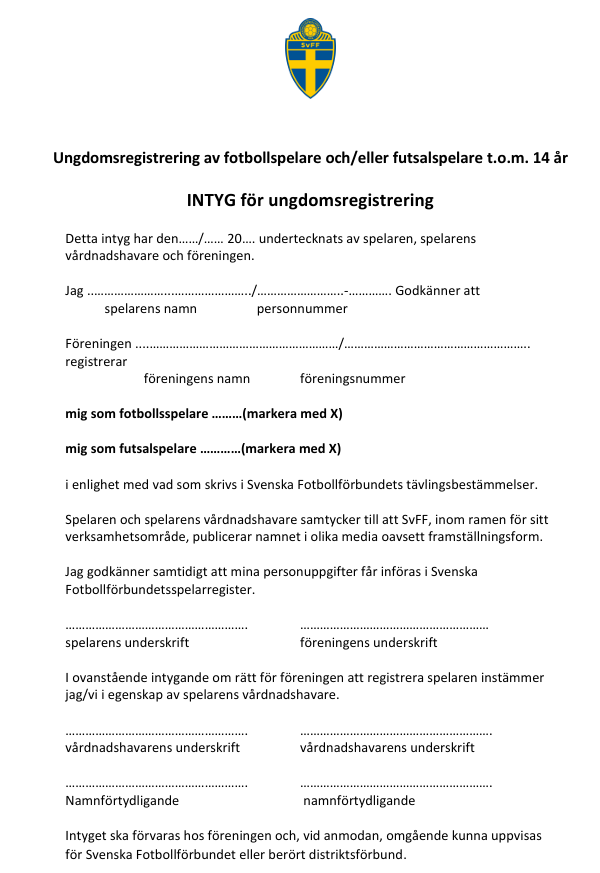 SvFF
Ungdomsregistrering av fotbollspelare och/eller futsalspelare t.o.m. 14 år
INTYG för ungdomsregistrering
Detta intyg har den……/…… 20…. undertecknats av spelaren, spelarens
vårdnadshavare och föreningen.
Jag ……………………..………………….../……………………..-…………. Godkänner att
spelarens namn personnummer
Föreningen ....…………………………………………………/……………………………………………….
registrerar
föreningens namn föreningsnummer
mig som fotbollsspelare ………(markera med X)
mig som futsalspelare …………(markera med X)
i enlighet med vad som skrivs i Svenska Fotbollförbundets tävlingsbestämmelser.
Spelaren och spelarens vårdnadshavare samtycker till att SvFF, inom ramen för sitt
verksamhetsområde, publicerar namnet i olika media oavsett framställningsform.
Jag godkänner samtidigt att mina personuppgifter får införas i Svenska
Fotbollförbundetsspelarregister.
………………………………………………. …………………………………………………
spelarens underskrift föreningens underskrift
I ovanstående intygande om rätt för föreningen att registrera spelaren instämmer
jag/vi i egenskap av spelarens vårdnadshavare.
………………………………………………. ………………………………………………….
vårdnadshavarens underskrift vårdnadshavarens underskrift
………………………………………………. ………………………………………………….
Namnförtydligande namnförtydligande
Intyget ska förvaras hos föreningen och, vid anmodan, omgående kunna uppvisas
för Svenska Fotbollförbundet eller berört distriktsförbund.